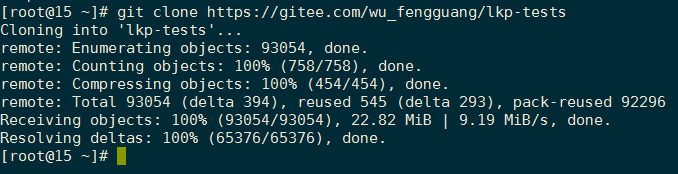 [root@15 ~]# git clone https://gitee.com/wu_fengguang/lkp-tests
Cloning into 'lkp-tests'...
remote: Enumerating objects: 93054, done.
remote: Counting objects: 100% (758/758), done.
remote: Compressing objects: 100% (454/454), done.
remote: Total 93054 (delta 394), reused 545 (delta 293), pack-reused 92296
Receiving objects: 100% (93054/93054), 22.82 MiB | 9.19 MiB/s, done.
Resolving deltas: 100% (65376/65376), done.
[root@15 ~]#